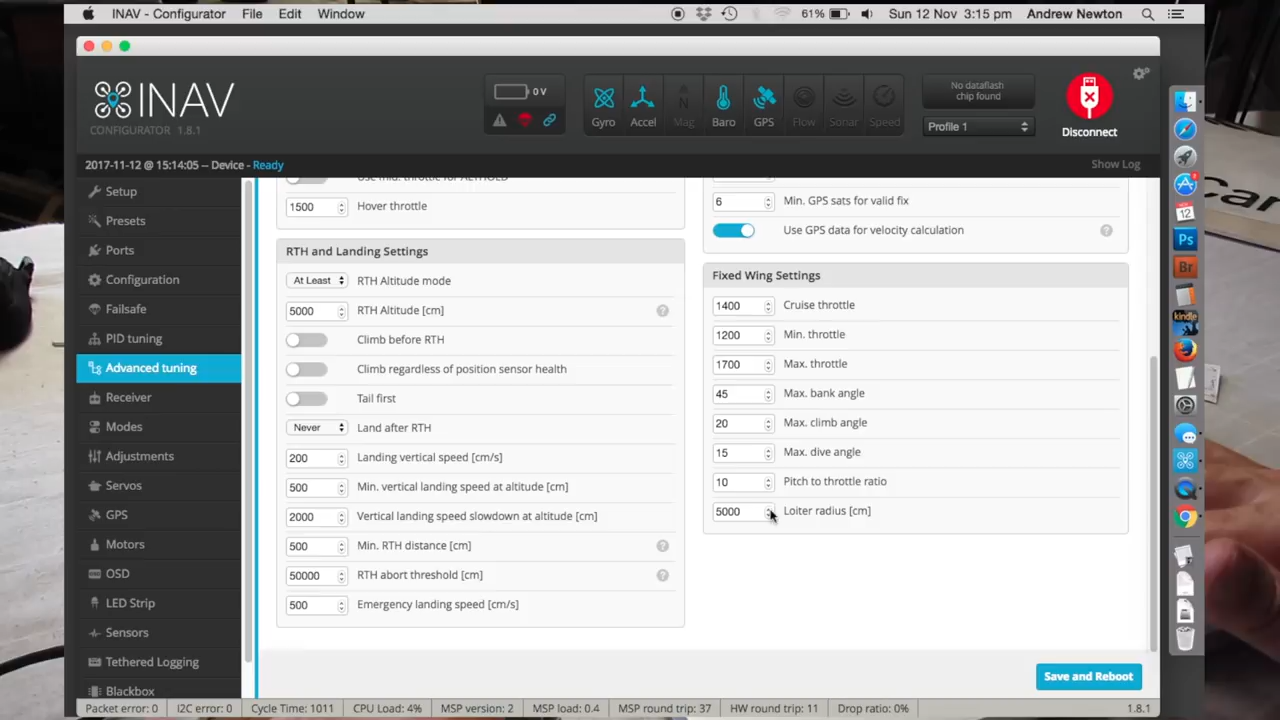 INAV - Configurator File Edit Window
61% Sun 12 Nov 3:15 pm Andrew Newton
INAV
CONFIGURATOR 1.8.1
0 V
Gyro Accel Mag Baro GPS Flow Sonar Speed
No dataflash
chip found
Profile 1
Disconnect
2017-11-12 @ 15:14:05 -- Device - Ready
Show Log
Setup
Presets
Ports
Configuration
Failsafe
PID tuning
Advanced tuning
Receiver
Modes
Adjustments
Servos
GPS
Motors
OSD
LED Strip
Sensors
Tethered Logging
Blackbox
1500 Hover throttle
RTH and Landing Settings
At Least RTH Altitude mode
5000 RTH Altitude [cm]
Climb before RTH
Climb regardless of position sensor health
Tail first
Never Land after RTH
200 Landing vertical speed [cm/s]
500 Min. vertical landing speed at altitude [cm]
2000 Vertical landing speed slowdown at altitude [cm]
500 Min. RTH distance [cm]
50000 RTH abort threshold [cm]
500 Emergency landing speed [cm/s]
6 Min. GPS sats for valid fix
Use GPS data for velocity calculation
Fixed Wing Settings
1400 Cruise throttle
1200 Min. throttle
1700 Max. throttle
45 Max. bank angle
20 Max. climb angle
15 Max. dive angle
10 Pitch to throttle ratio
5000 Loiter radius [cm]
Save and Reboot
Packet error: 0 I2C error: 0 Cycle Time: 1011 CPU Load: 4% MSP version: 2 MSP load: 0.4 MSP round trip: 37 HW round trip: 11 Drop ratio: 0% 1.8.1
12
Ps
Br
kindle
Car